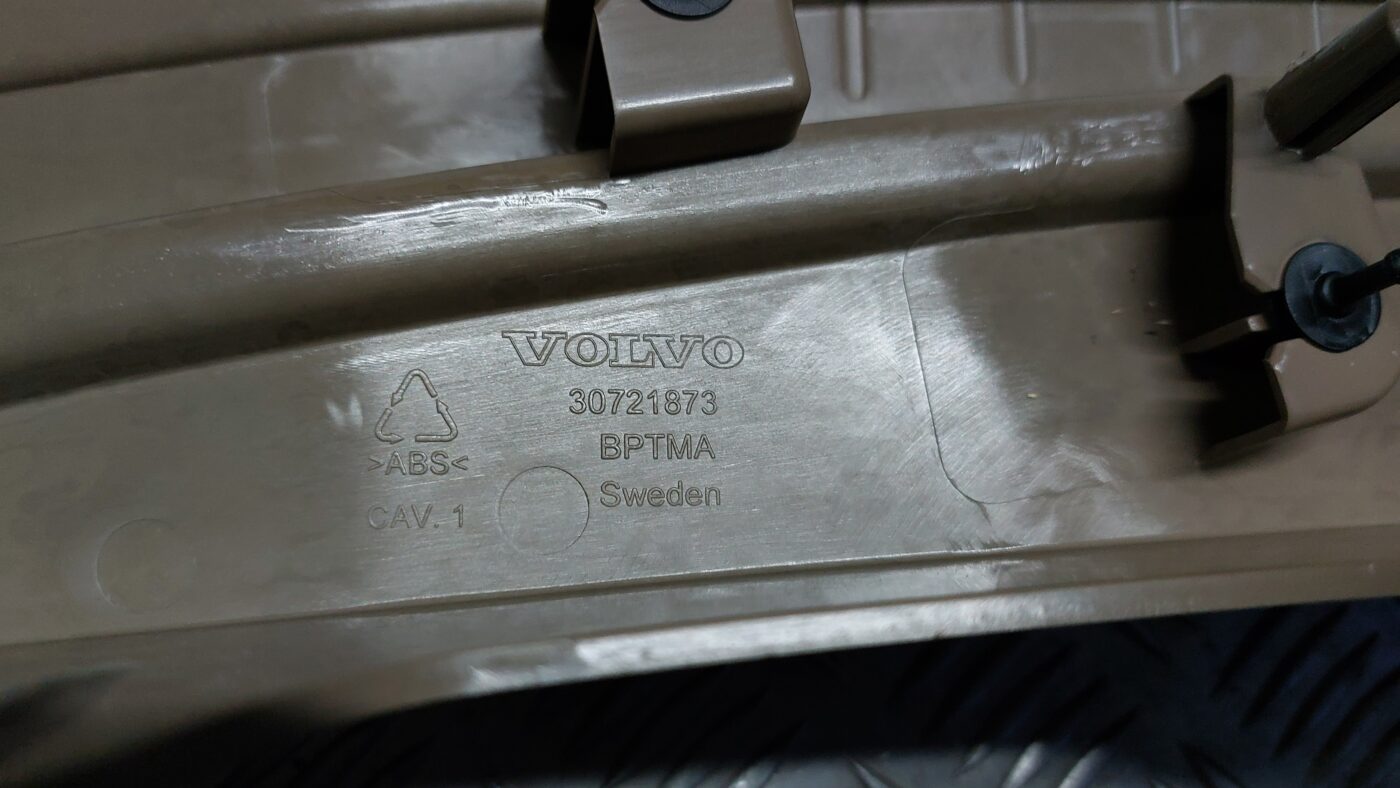 VOLVO
30721873
BPTMA
Sweden
>ABS<
CAV. 1